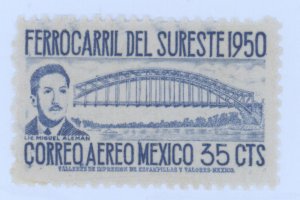 FERROCARRIL DEL SURESTE 1950
LIC. MIGUEL ALEMAN
CORREO AEREO MEXICO 35 CTS
TALLERES DE IMPRESION DE ESTAMPILLAS Y VALORES-MEXICO.